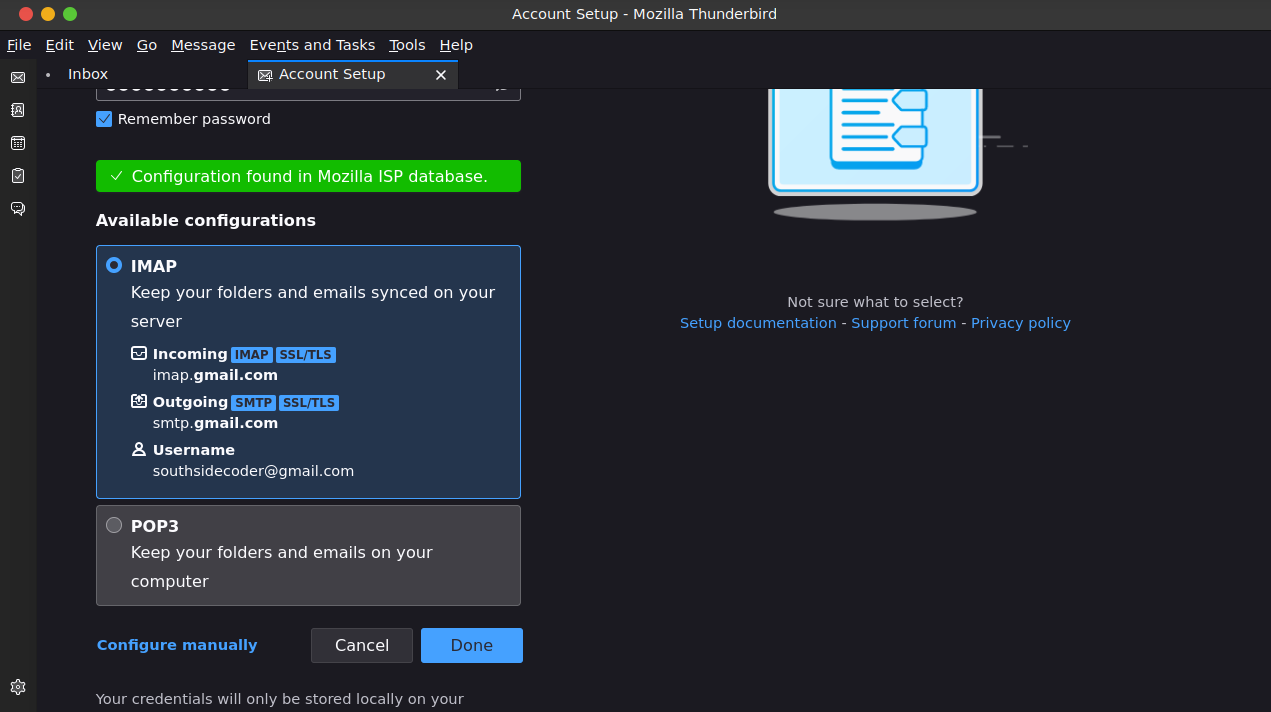 Account Setup - Mozilla Thunderbird
File Edit View Go Message Events and Tasks Tools Help
Inbox
Account Setup
Remember password
Configuration found in Mozilla ISP database.
Available configurations
IMAP
Keep your folders and emails synced on your
server
Incoming IMAP SSL/TLS
imap.gmail.com
Outgoing SMTP SSL/TLS
smtp.gmail.com
Username
southsidecoder@gmail.com
POP3
Keep your folders and emails on your
computer
Configure manually
Cancel
Done
Your credentials will only be stored locally on your
Not sure what to select?
Setup documentation - Support forum - Privacy policy